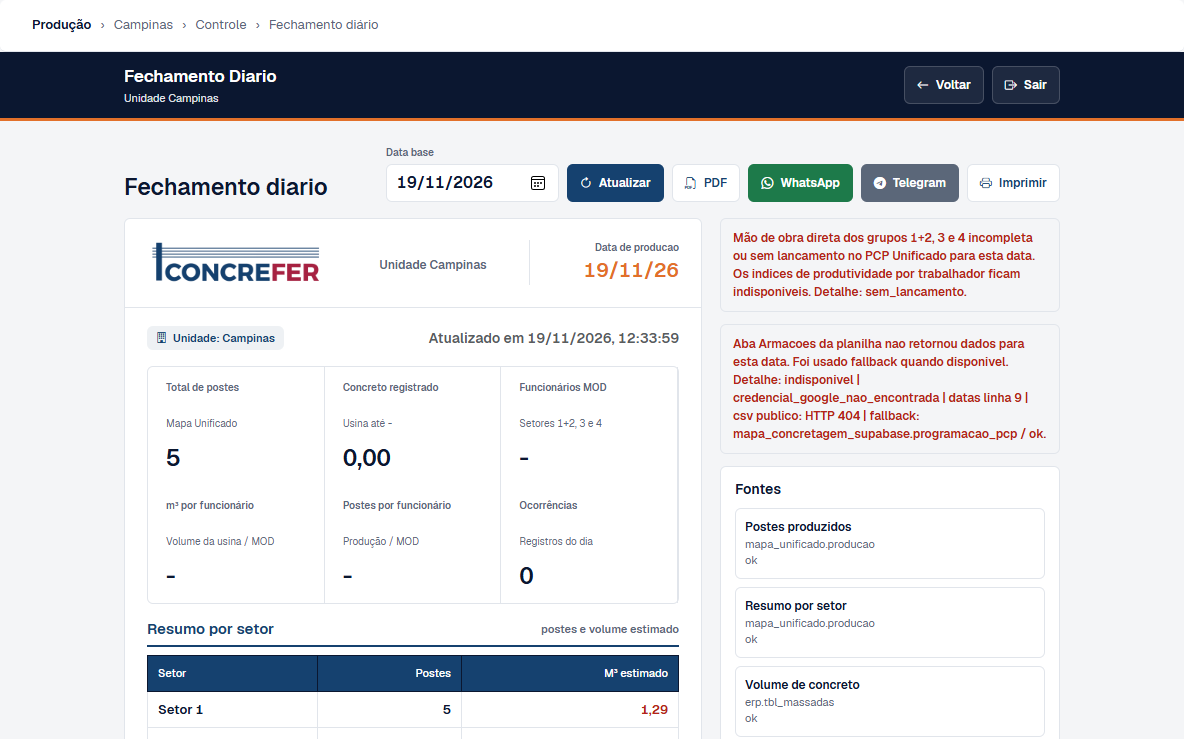 Produção › Campinas › Controle › Fechamento diário
Fechamento Diario
Unidade Campinas
Voltar
Sair
Fechamento diario
Data base
19/11/2026
Atualizar
PDF
WhatsApp
Telegram
Imprimir
CONCREFER
Unidade Campinas
Data de producao
19/11/26
Unidade: Campinas
Atualizado em 19/11/2026, 12:33:59
Total de postes
Mapa Unificado
5
Concreto registrado
Usina até -
0,00
Funcionários MOD
Setores 1+2, 3 e 4
-
m³ por funcionário
Volume da usina / MOD
-
Postes por funcionário
Produção / MOD
-
Ocorrências
Registros do dia
0
Resumo por setor
postes e volume estimado
Setor Postes M³ estimado
Setor 1 5 1,29
Mão de obra direta dos grupos 1+2, 3 e 4 incompleta
ou sem lancamento no PCP Unificado para esta data.
Os indices de produtividade por trabalhador ficam
indisponiveis. Detalhe: sem_lancamento.
Aba Armacoes da planilha nao retornou dados para
esta data. Foi usado fallback quando disponivel.
Detalhe: indisponivel |
credencial_google_nao_encontrada | datas linha 9 |
csv publico: HTTP 404 | fallback:
mapa_concretagem_supabase.programacao_pcp / ok.
Fontes
Postes produzidos
mapa_unificado.producao
ok
Resumo por setor
mapa_unificado.producao
ok
Volume de concreto
erp.tbl_massadas
ok